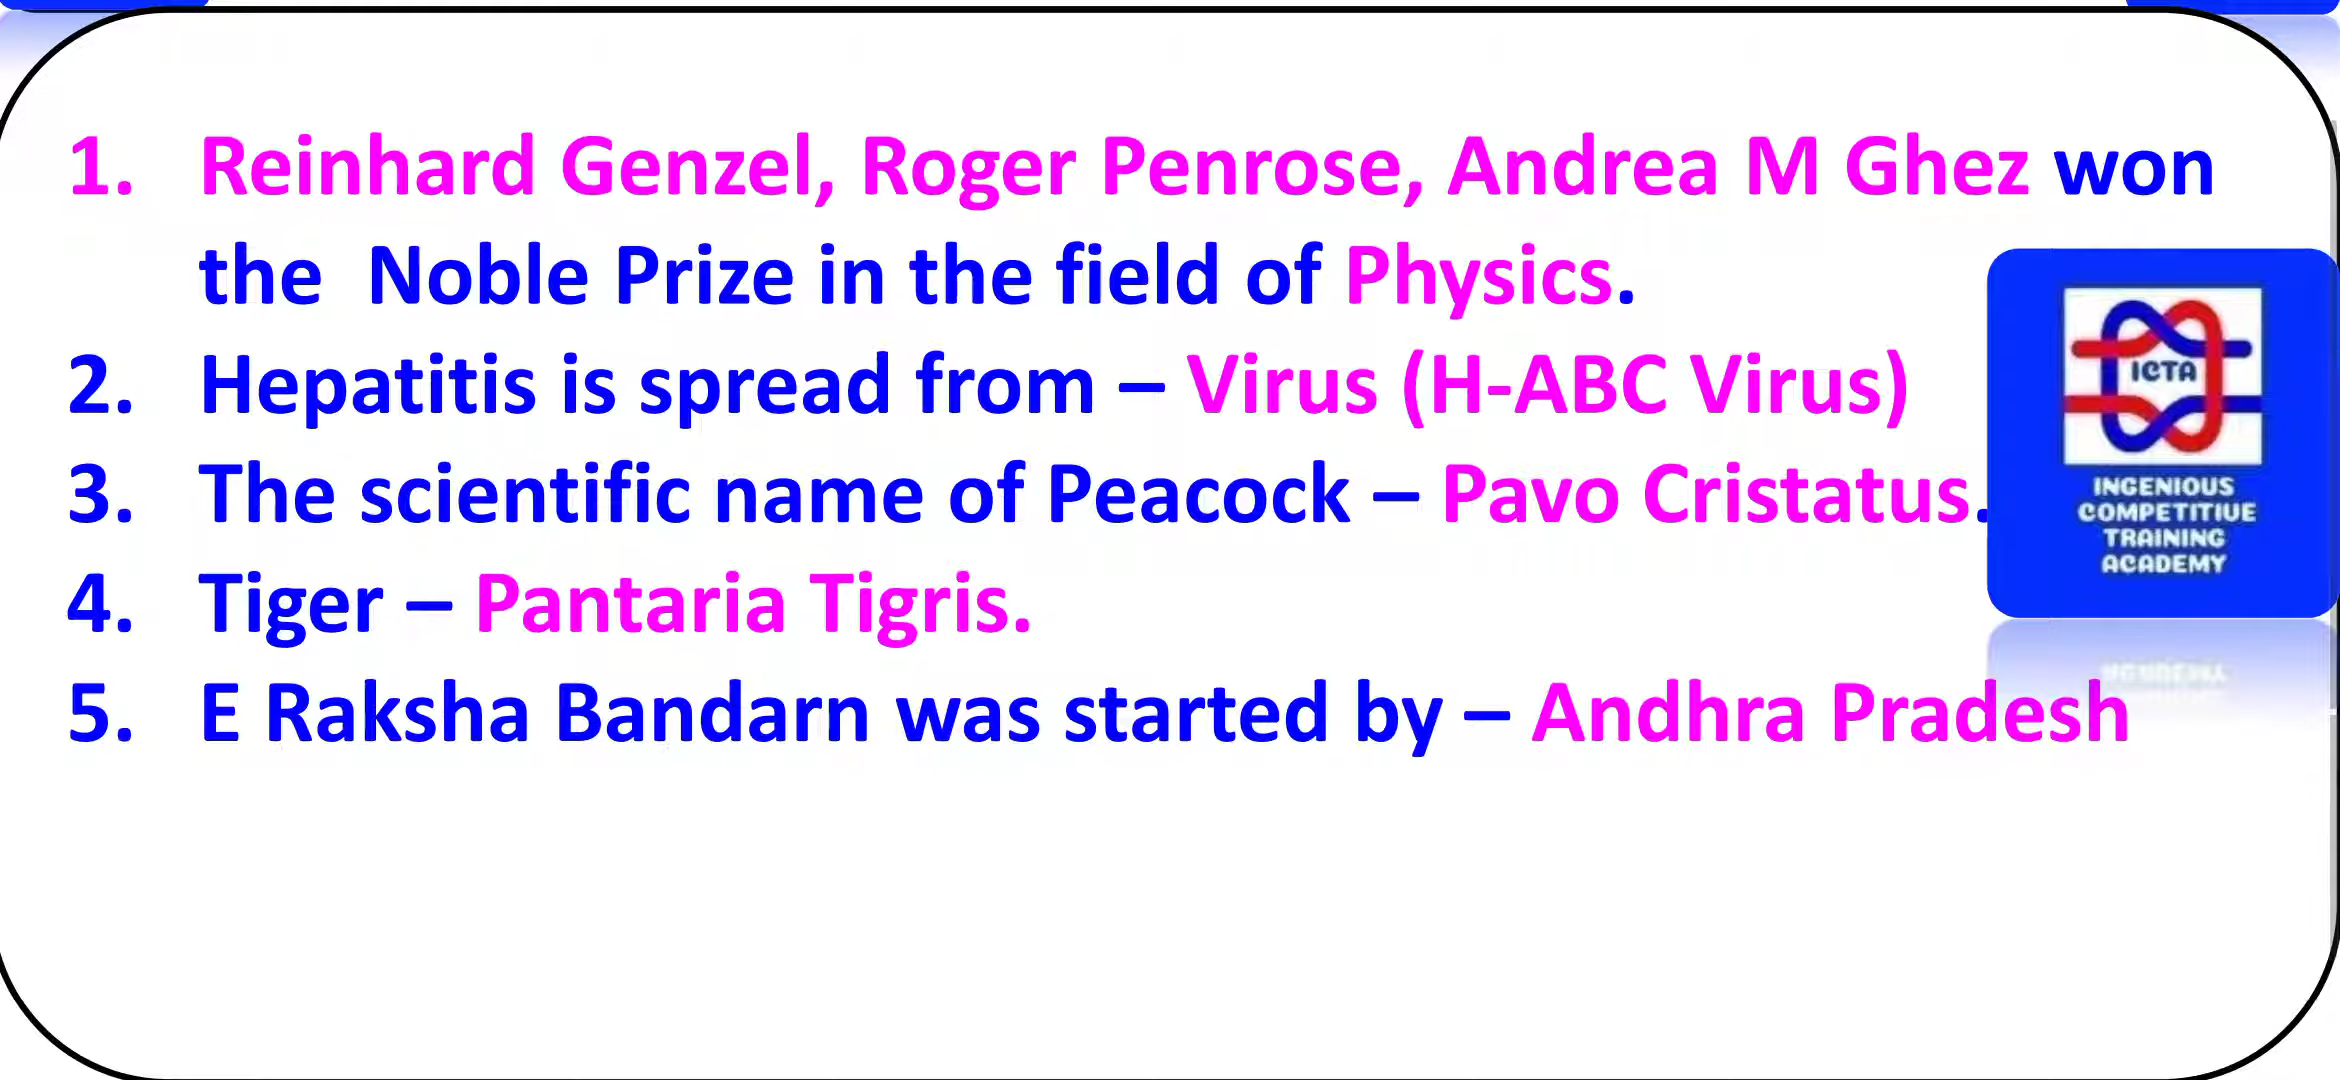 1. Reinhard Genzel, Roger Penrose, Andrea M Ghez won
the Noble Prize in the field of Physics.
2. Hepatitis is spread from – Virus (H-ABC Virus)
3. The scientific name of Peacock – Pavo Cristatus.
4. Tiger – Pantaria Tigris.
5. E Raksha Bandarn was started by – Andhra Pradesh
ICTA
INGENIOUS
COMPETITIVE
TRAINING
ACADEMY